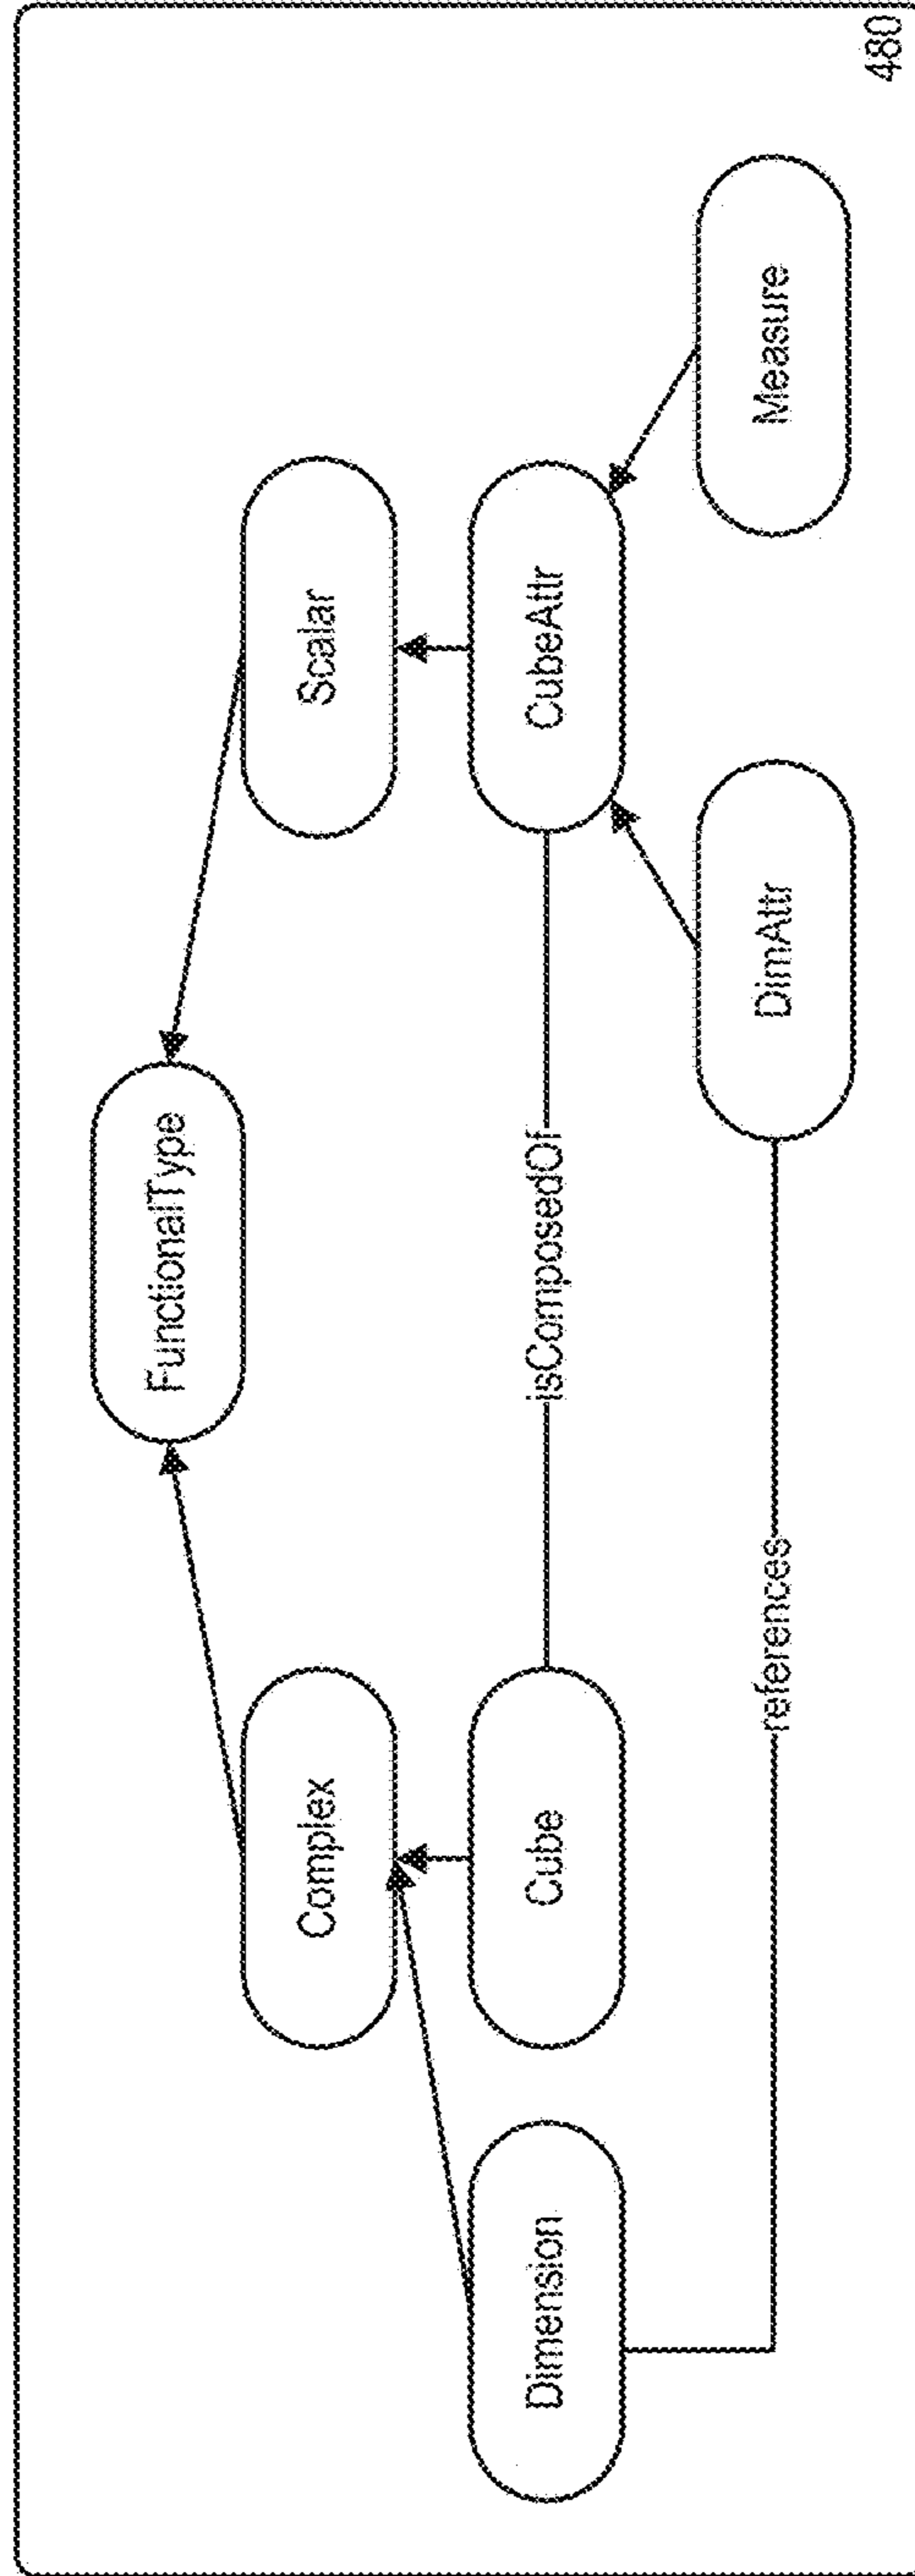 FunctionalType
Complex
Scalar
Dimension
Cube
isComposedOf
CubeAttr
references
DimAttr
Measure
480